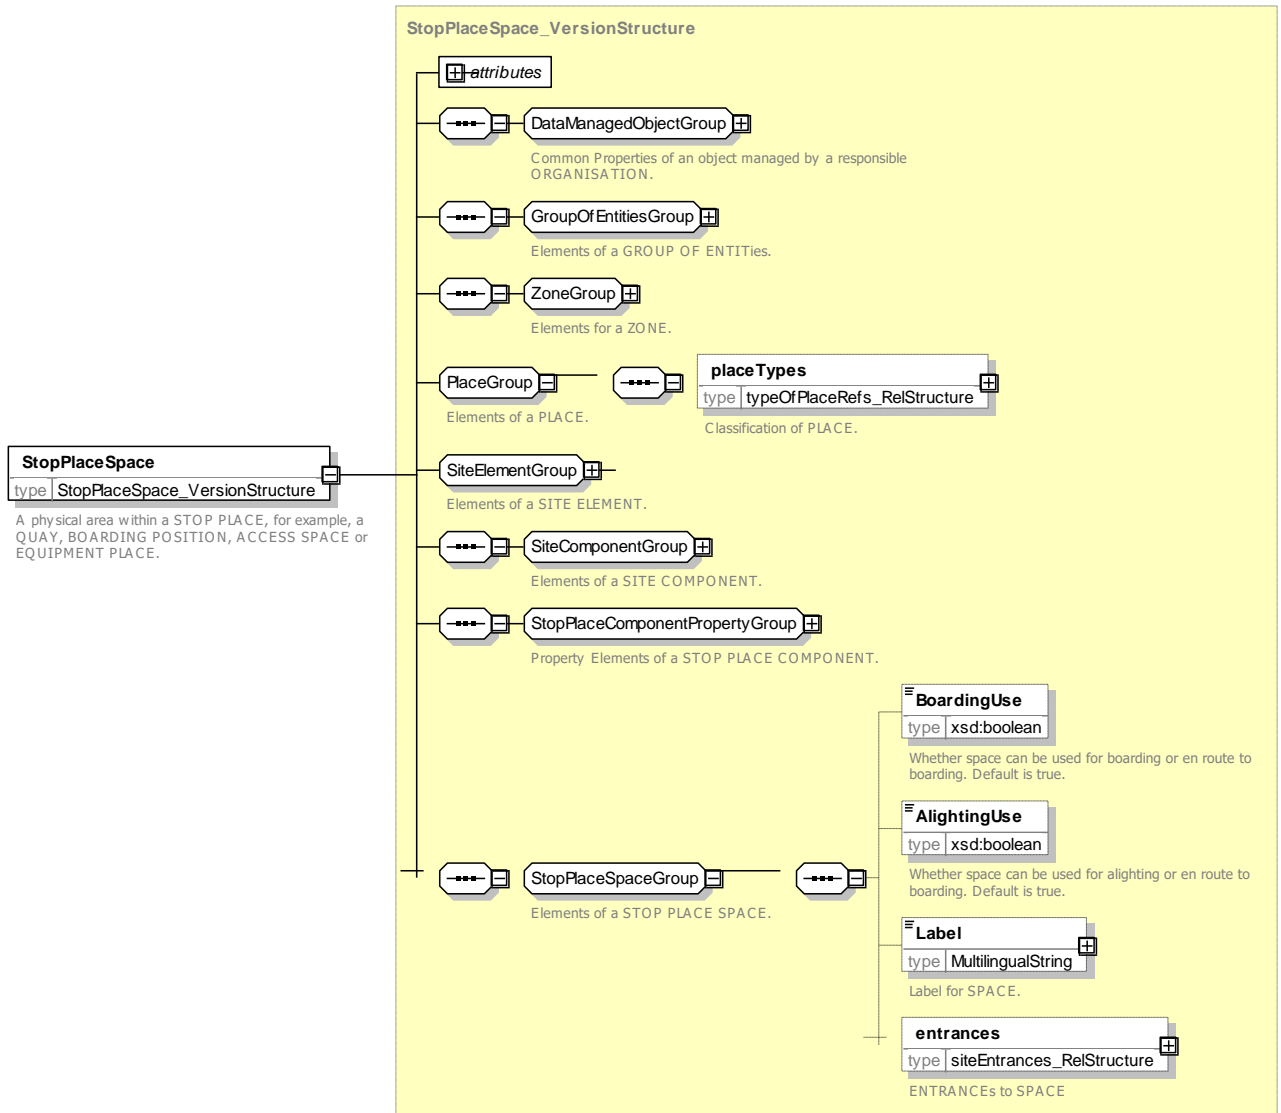 StopPlaceSpace_VersionStructure
attributes
DataManagedObjectGroup
Common Properties of an object managed by a responsible
ORGANISATION.
GroupOfEntitiesGroup
Elements of a GROUP OF ENTITies.
ZoneGroup
Elements for a ZONE.
PlaceGroup
Elements of a PLACE.
placeTypes
type typeOfPlaceRefs_RelStructure
Classification of PLACE.
StopPlaceSpace
type StopPlaceSpace_VersionStructure
A physical area within a STOP PLACE, for example, a
QUAY, BOARDING POSITION, ACCESS SPACE or
EQUIPMENT PLACE.
SiteElementGroup
Elements of a SITE ELEMENT.
SiteComponentGroup
Elements of a SITE COMPONENT.
StopPlaceComponentPropertyGroup
Property Elements of a STOP PLACE COMPONENT.
StopPlaceSpaceGroup
Elements of a STOP PLACE SPACE.
BoardingUse
type xsd:boolean
Whether space can be used for boarding or en route to
boarding. Default is true.
AlightingUse
type xsd:boolean
Whether space can be used for alighting or en route to
boarding. Default is true.
Label
type MultilingualString
Label for SPACE.
entrances
type siteEntrances_RelStructure
ENTRANCEs to SPACE